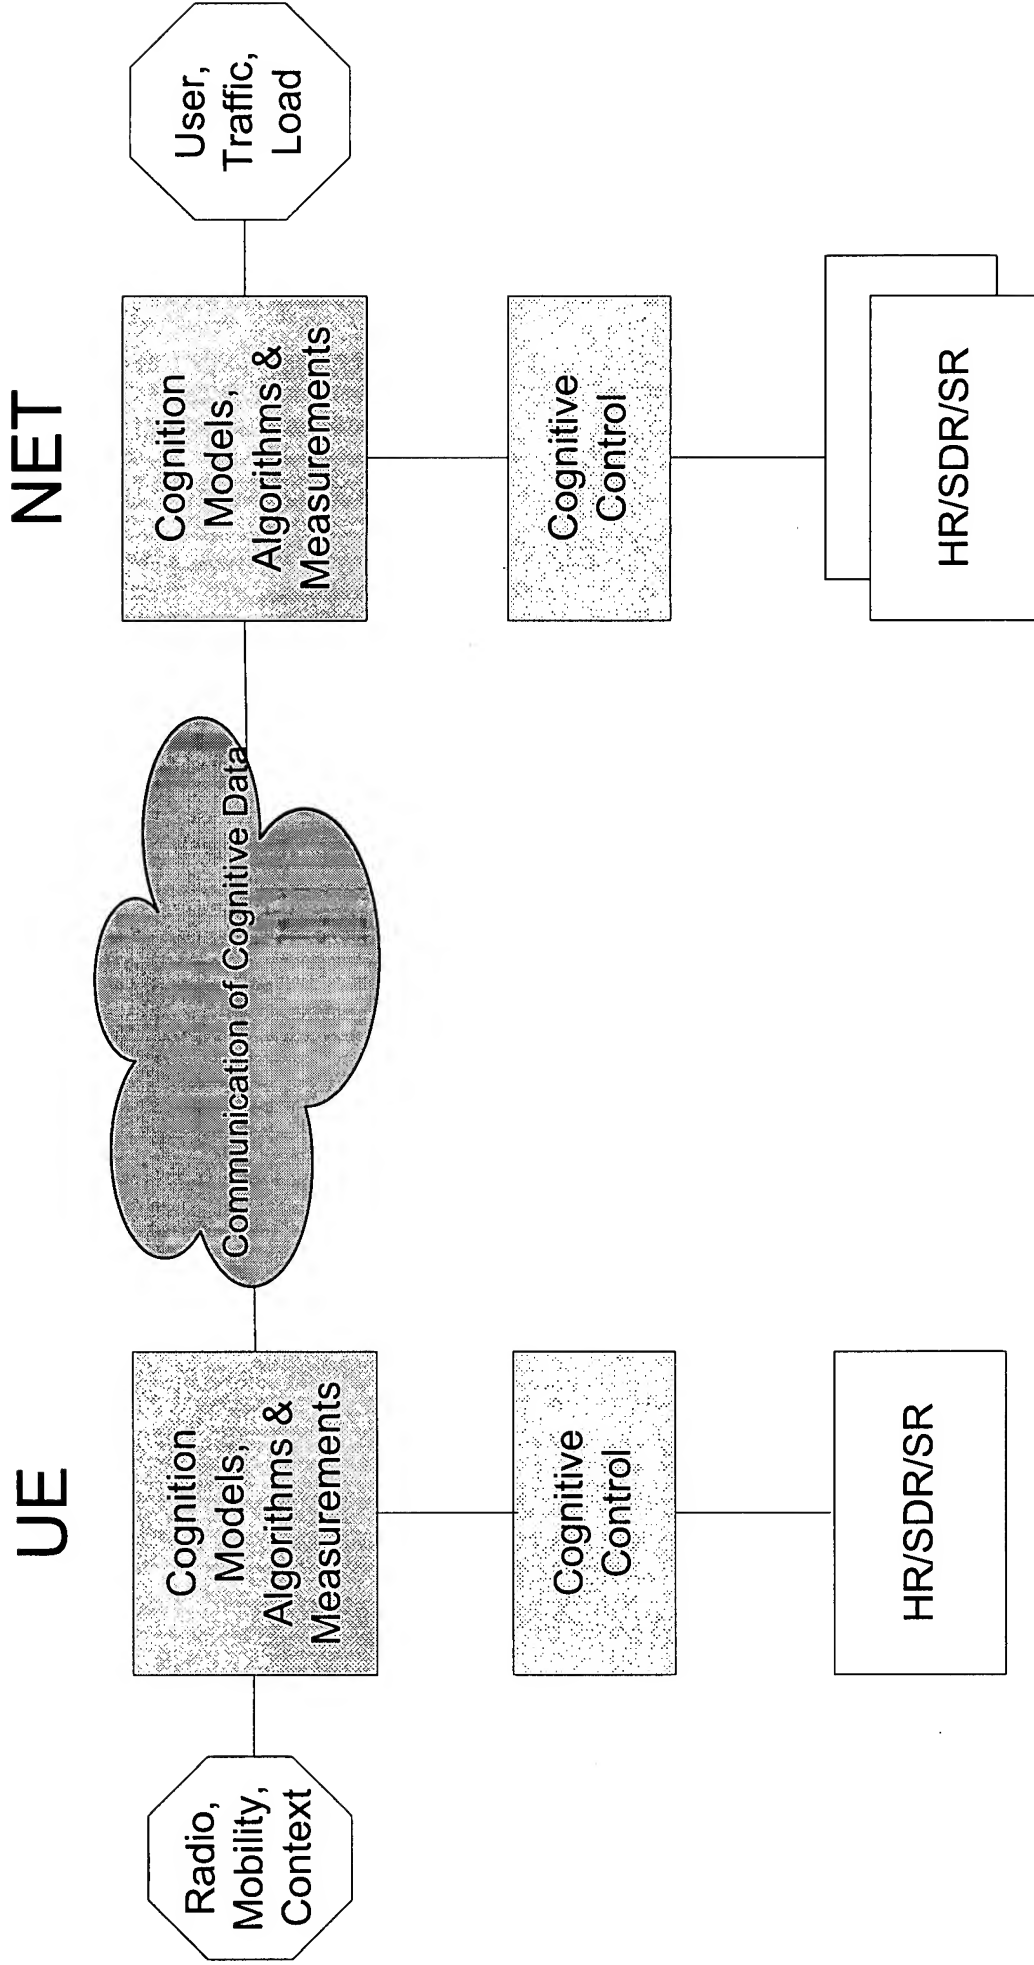 UE
NET
Radio,
Mobility,
Context
Cognition
Models,
Algorithms &
Measurements
Communication of Cognitive Data
Cognition
Models,
Algorithms &
Measurements
User,
Traffic,
Load
Cognitive
Control
Cognitive
Control
HR/SDR/SR
HR/SDR/SR